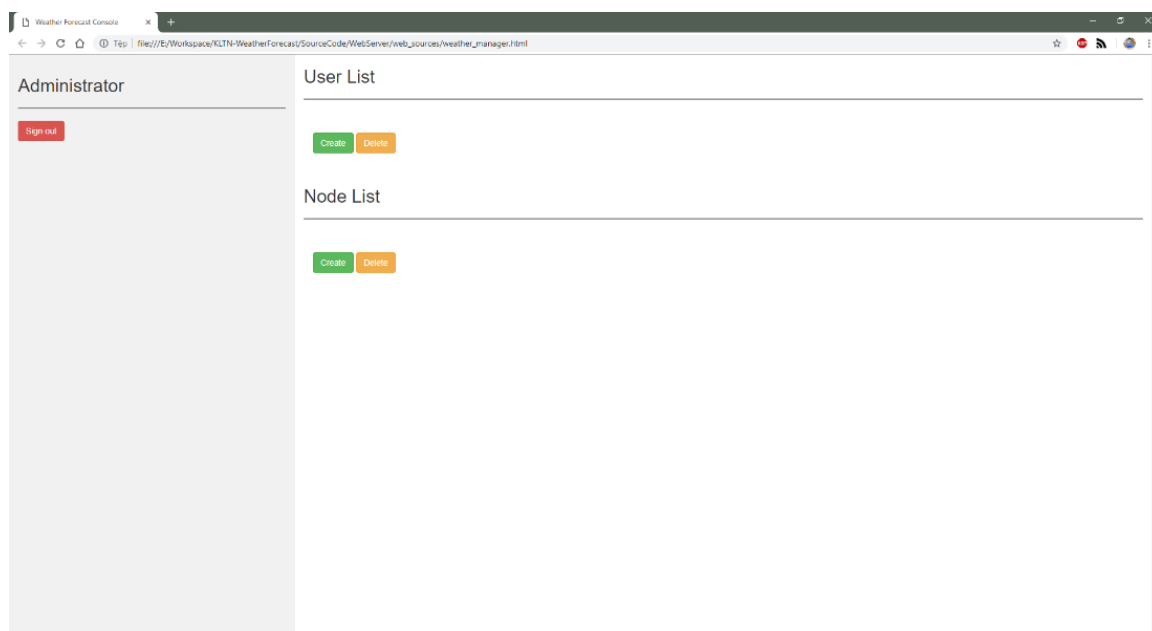 Weather Forecast Console
Tệp file:///E:/Workspace/KLTN-WeatherForecast/SourceCode/WebServer/web_sources/weather_manager.html
Administrator
Sign out
User List
Create Delete
Node List
Create Delete